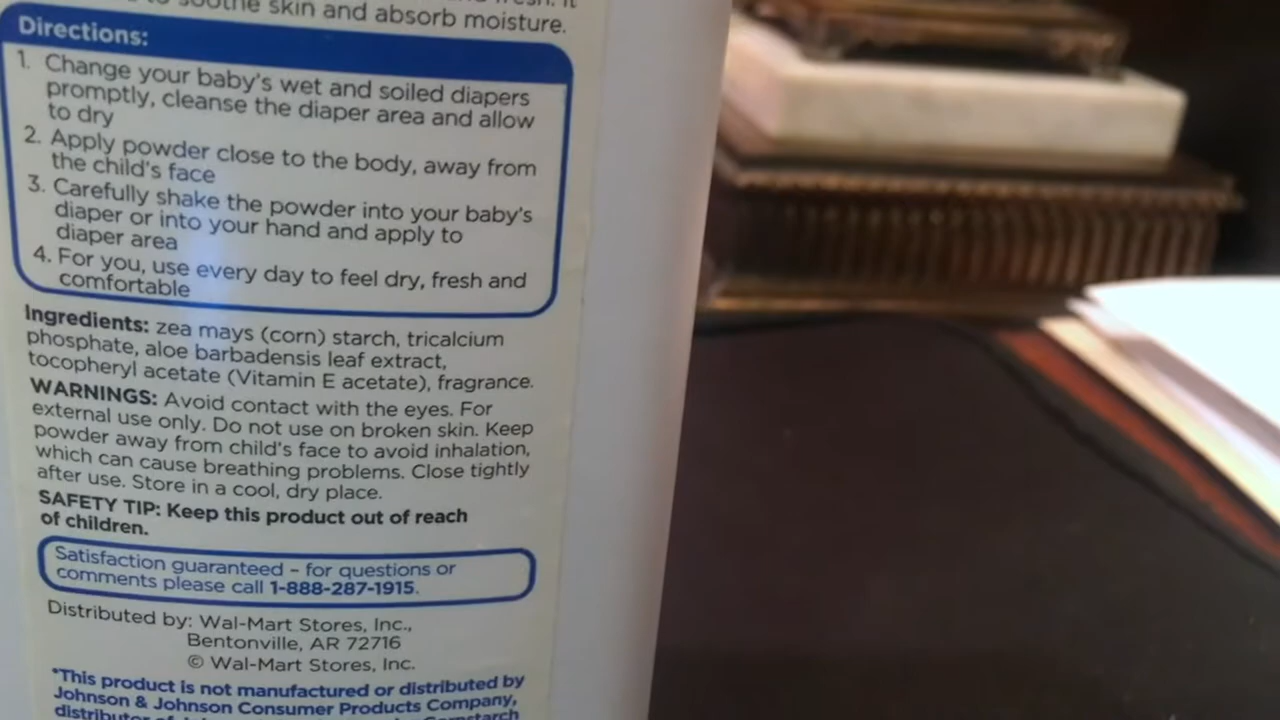 soothe skin and absorb moisture.
Directions:
1. Change your baby's wet and soiled diapers
promptly, cleanse the diaper area and allow
to dry
2. Apply powder close to the body, away from
the child's face
3. Carefully shake the powder into your baby's
diaper or into your hand and apply to
diaper area
4. For you, use every day to feel dry, fresh and
comfortable
Ingredients: zea mays (corn) starch, tricalcium
phosphate, aloe barbadensis leaf extract,
tocopheryl acetate (Vitamin E acetate), fragrance.
WARNINGS: Avoid contact with the eyes. For
external use only. Do not use on broken skin. Keep
powder away from child's face to avoid inhalation,
which can cause breathing problems. Close tightly
after use. Store in a cool, dry place.
SAFETY TIP: Keep this product out of reach
of children.
Satisfaction guaranteed – for questions or
comments please call 1-888-287-1915.
Distributed by: Wal-Mart Stores, Inc.,
Bentonville, AR 72716
© Wal-Mart Stores, Inc.
*This product is not manufactured or distributed by
Johnson & Johnson Consumer Products Company,